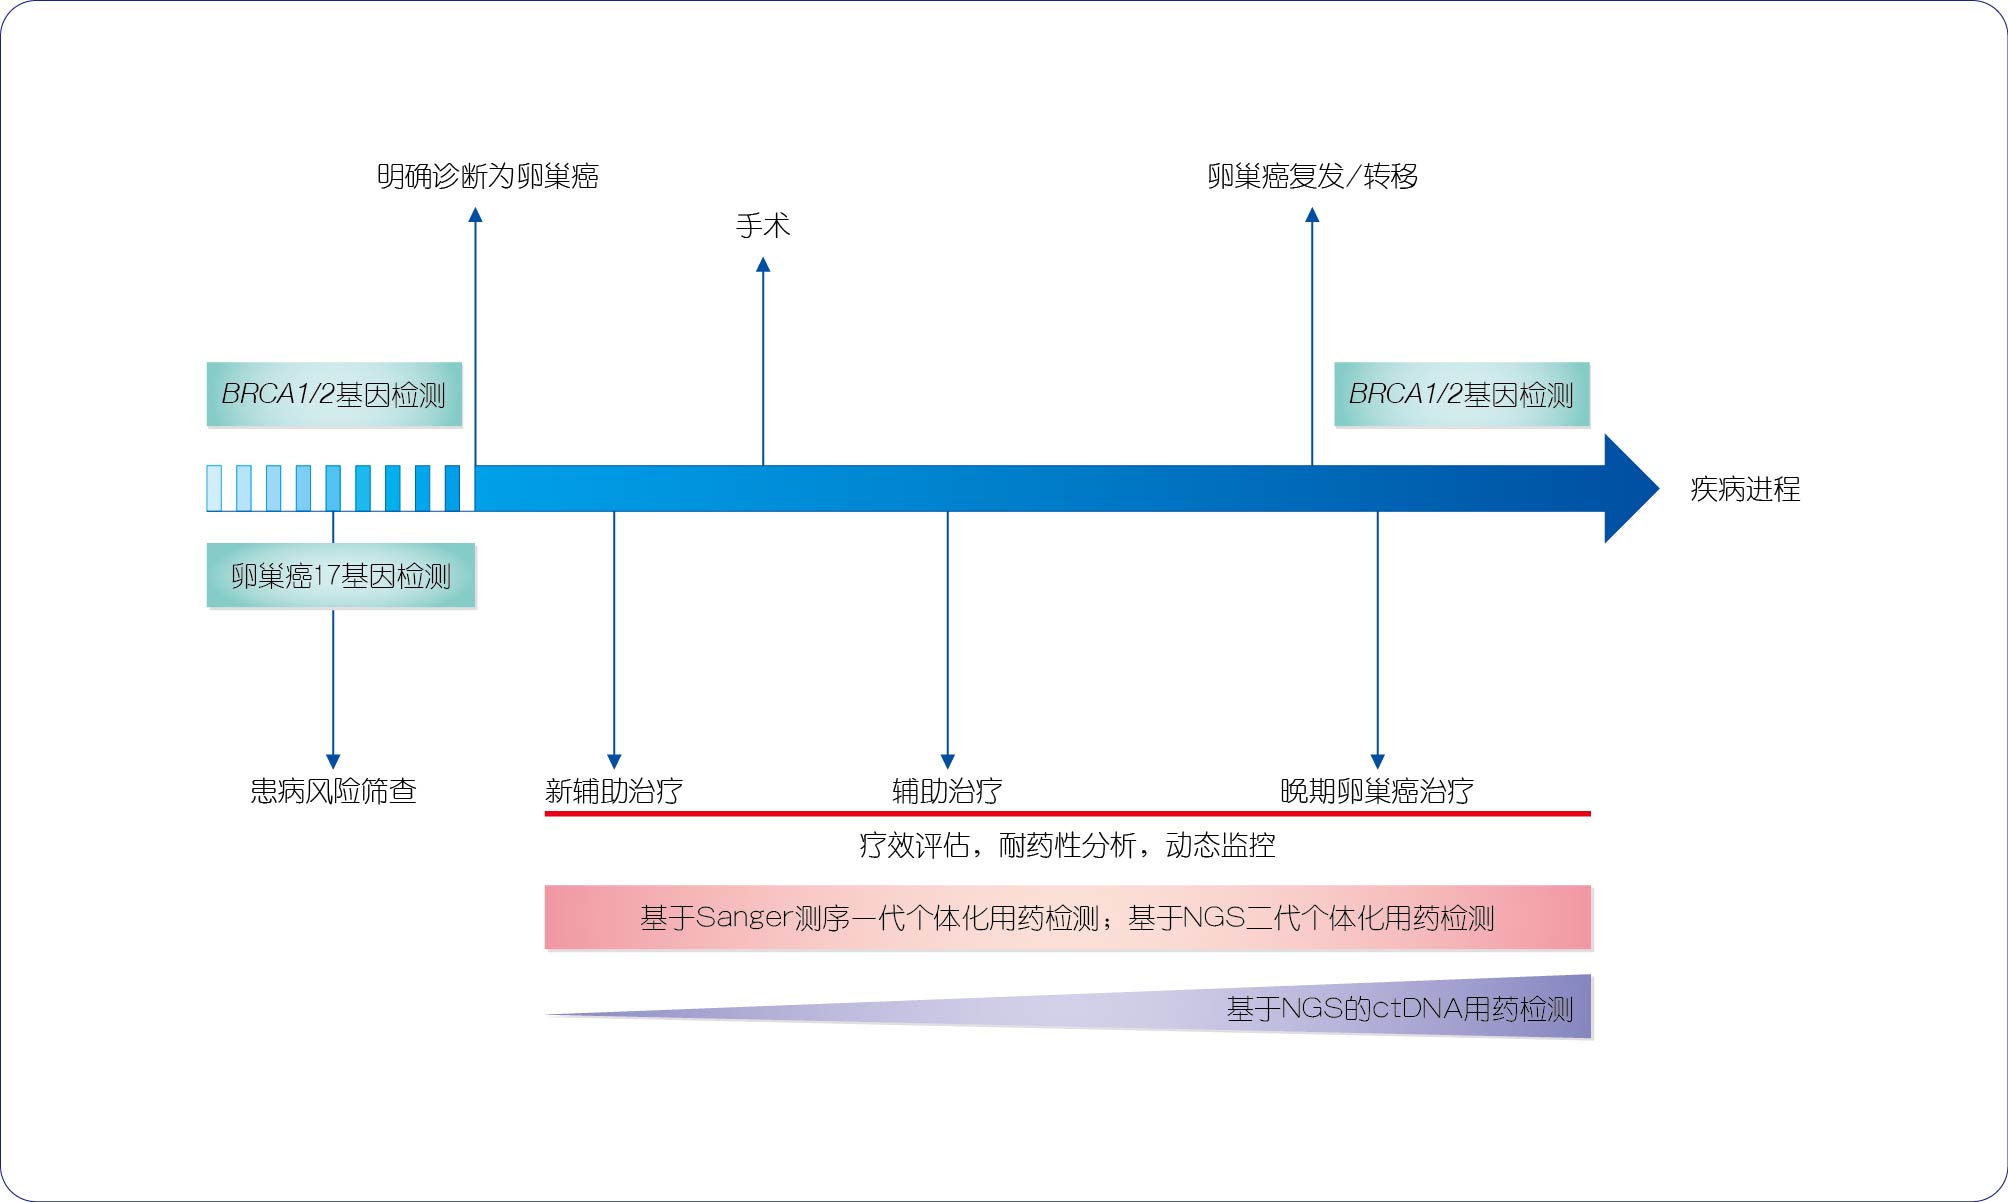 明确诊断为卵巢癌
卵巢癌复发/转移
手术
BRCA1/2基因检测
BRCA1/2基因检测
疾病进程
卵巢癌17基因检测
患病风险筛查
新辅助治疗
辅助治疗
晚期卵巢癌治疗
疗效评估，耐药性分析，动态监控
基于Sanger测序一代个体化用药检测；基于NGS二代个体化用药检测
基于NGS的ctDNA用药检测